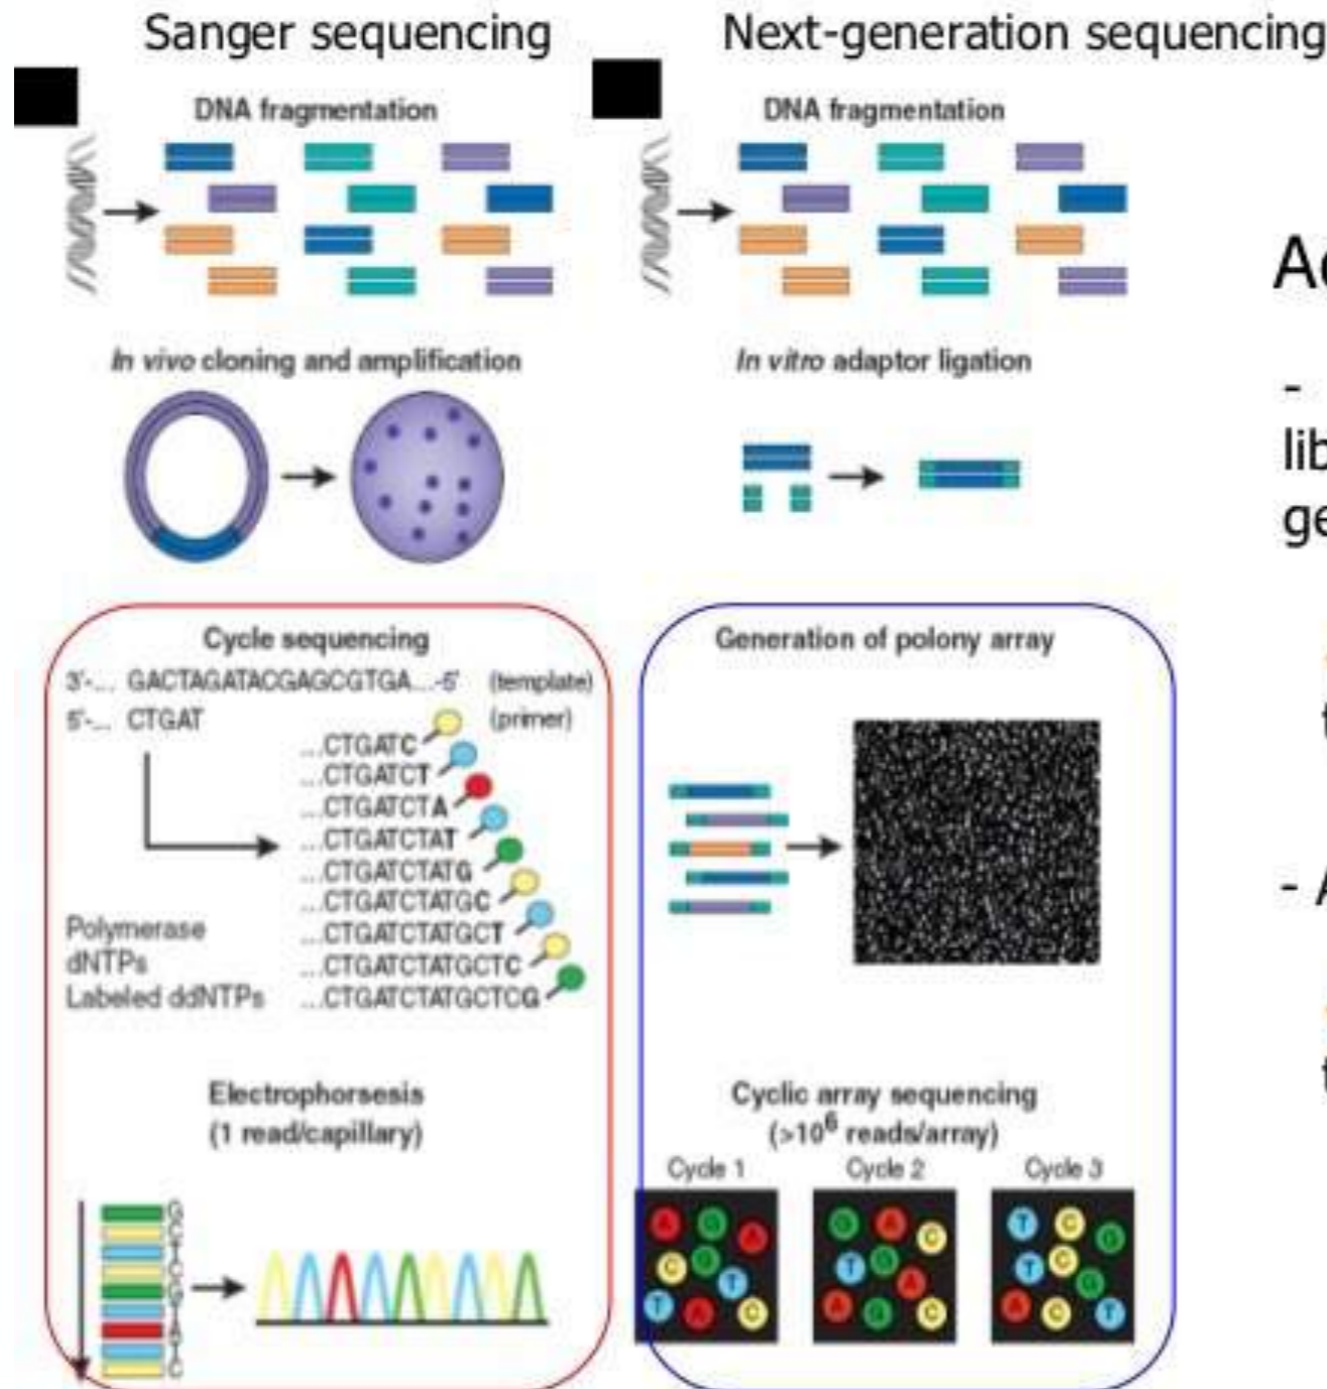 Sanger sequencing
DNA fragmentation
In vivo cloning and amplification
Cycle sequencing
3'-... GACTAGATACGAGCGTGA...-5' (template)
5'-... CTGAT (primer)
...CTGATC
...CTGATCT
...CTGATCTA
...CTGATCTAT
...CTGATCTATG
...CTGATCTATGC
...CTGATCTATGCT
...CTGATCTATGCTC
...CTGATCTATGCTCG
Polymerase
dNTPs
Labeled ddNTPs
Electrophorsesis
(1 read/capillary)
G
C
T
C
G
T
A
T
C
Next-generation sequencing
DNA fragmentation
In vitro adaptor ligation
Generation of polony array
Cyclic array sequencing
(>10⁶ reads/array)
Cycle 1
A G A
C G T
T A C
Cycle 2
G A C
T G A
A G C
Cycle 3
T C G
T C G
A C T
-
lib
ge
- A